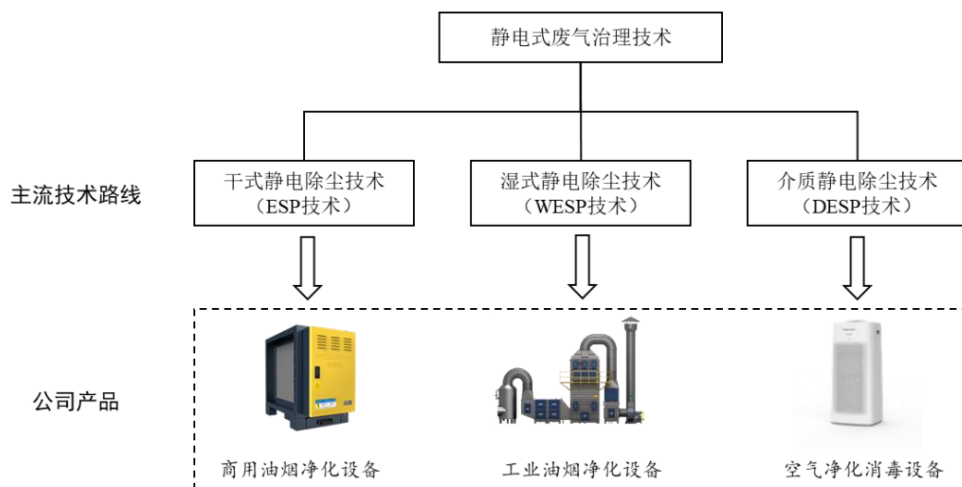 静电式废气治理技术
主流技术路线
干式静电除尘技术
（ESP技术）
湿式静电除尘技术
（WESP技术）
介质静电除尘技术
（DESP技术）
公司产品
商用油烟净化设备
工业油烟净化设备
空气净化消毒设备